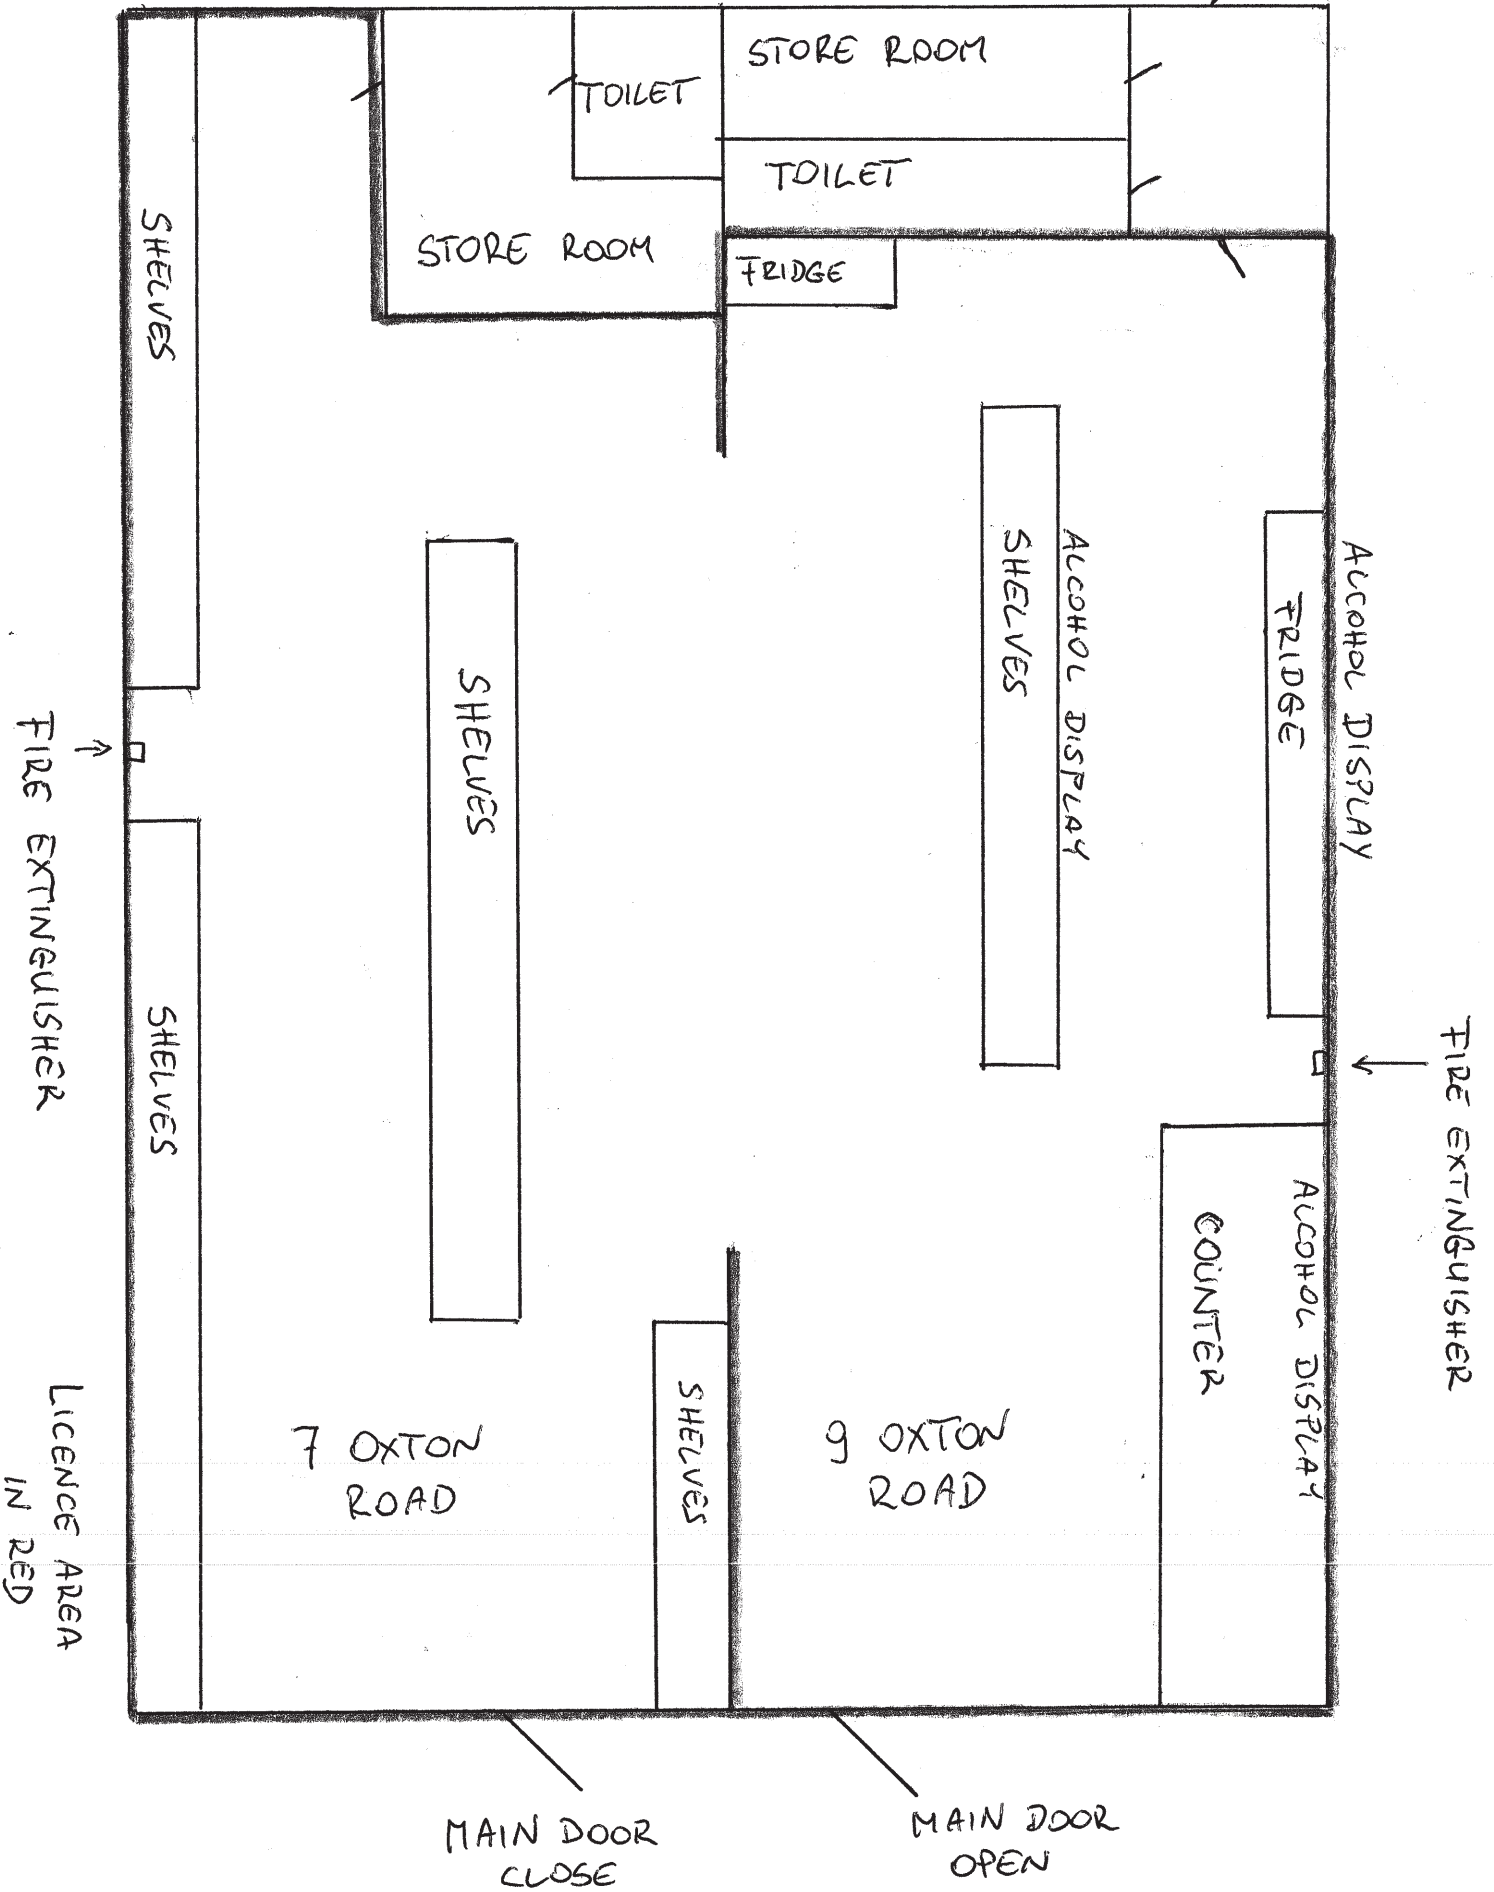 STORE ROOM
TOILET
TOILET
STORE ROOM
FRIDGE
SHELVES
SHELVES
ALCOHOL DISPLAY
FRIDGE
ALCOHOL DISPLAY
SHELVES
FIRE EXTINGUISHER
SHELVES
FIRE EXTINGUISHER
COUNTER
ALCOHOL DISPLAY
SHELVES
7 OXTON
ROAD
9 OXTON
ROAD
LICENCE AREA
IN RED
MAIN DOOR
CLOSE
MAIN DOOR
OPEN